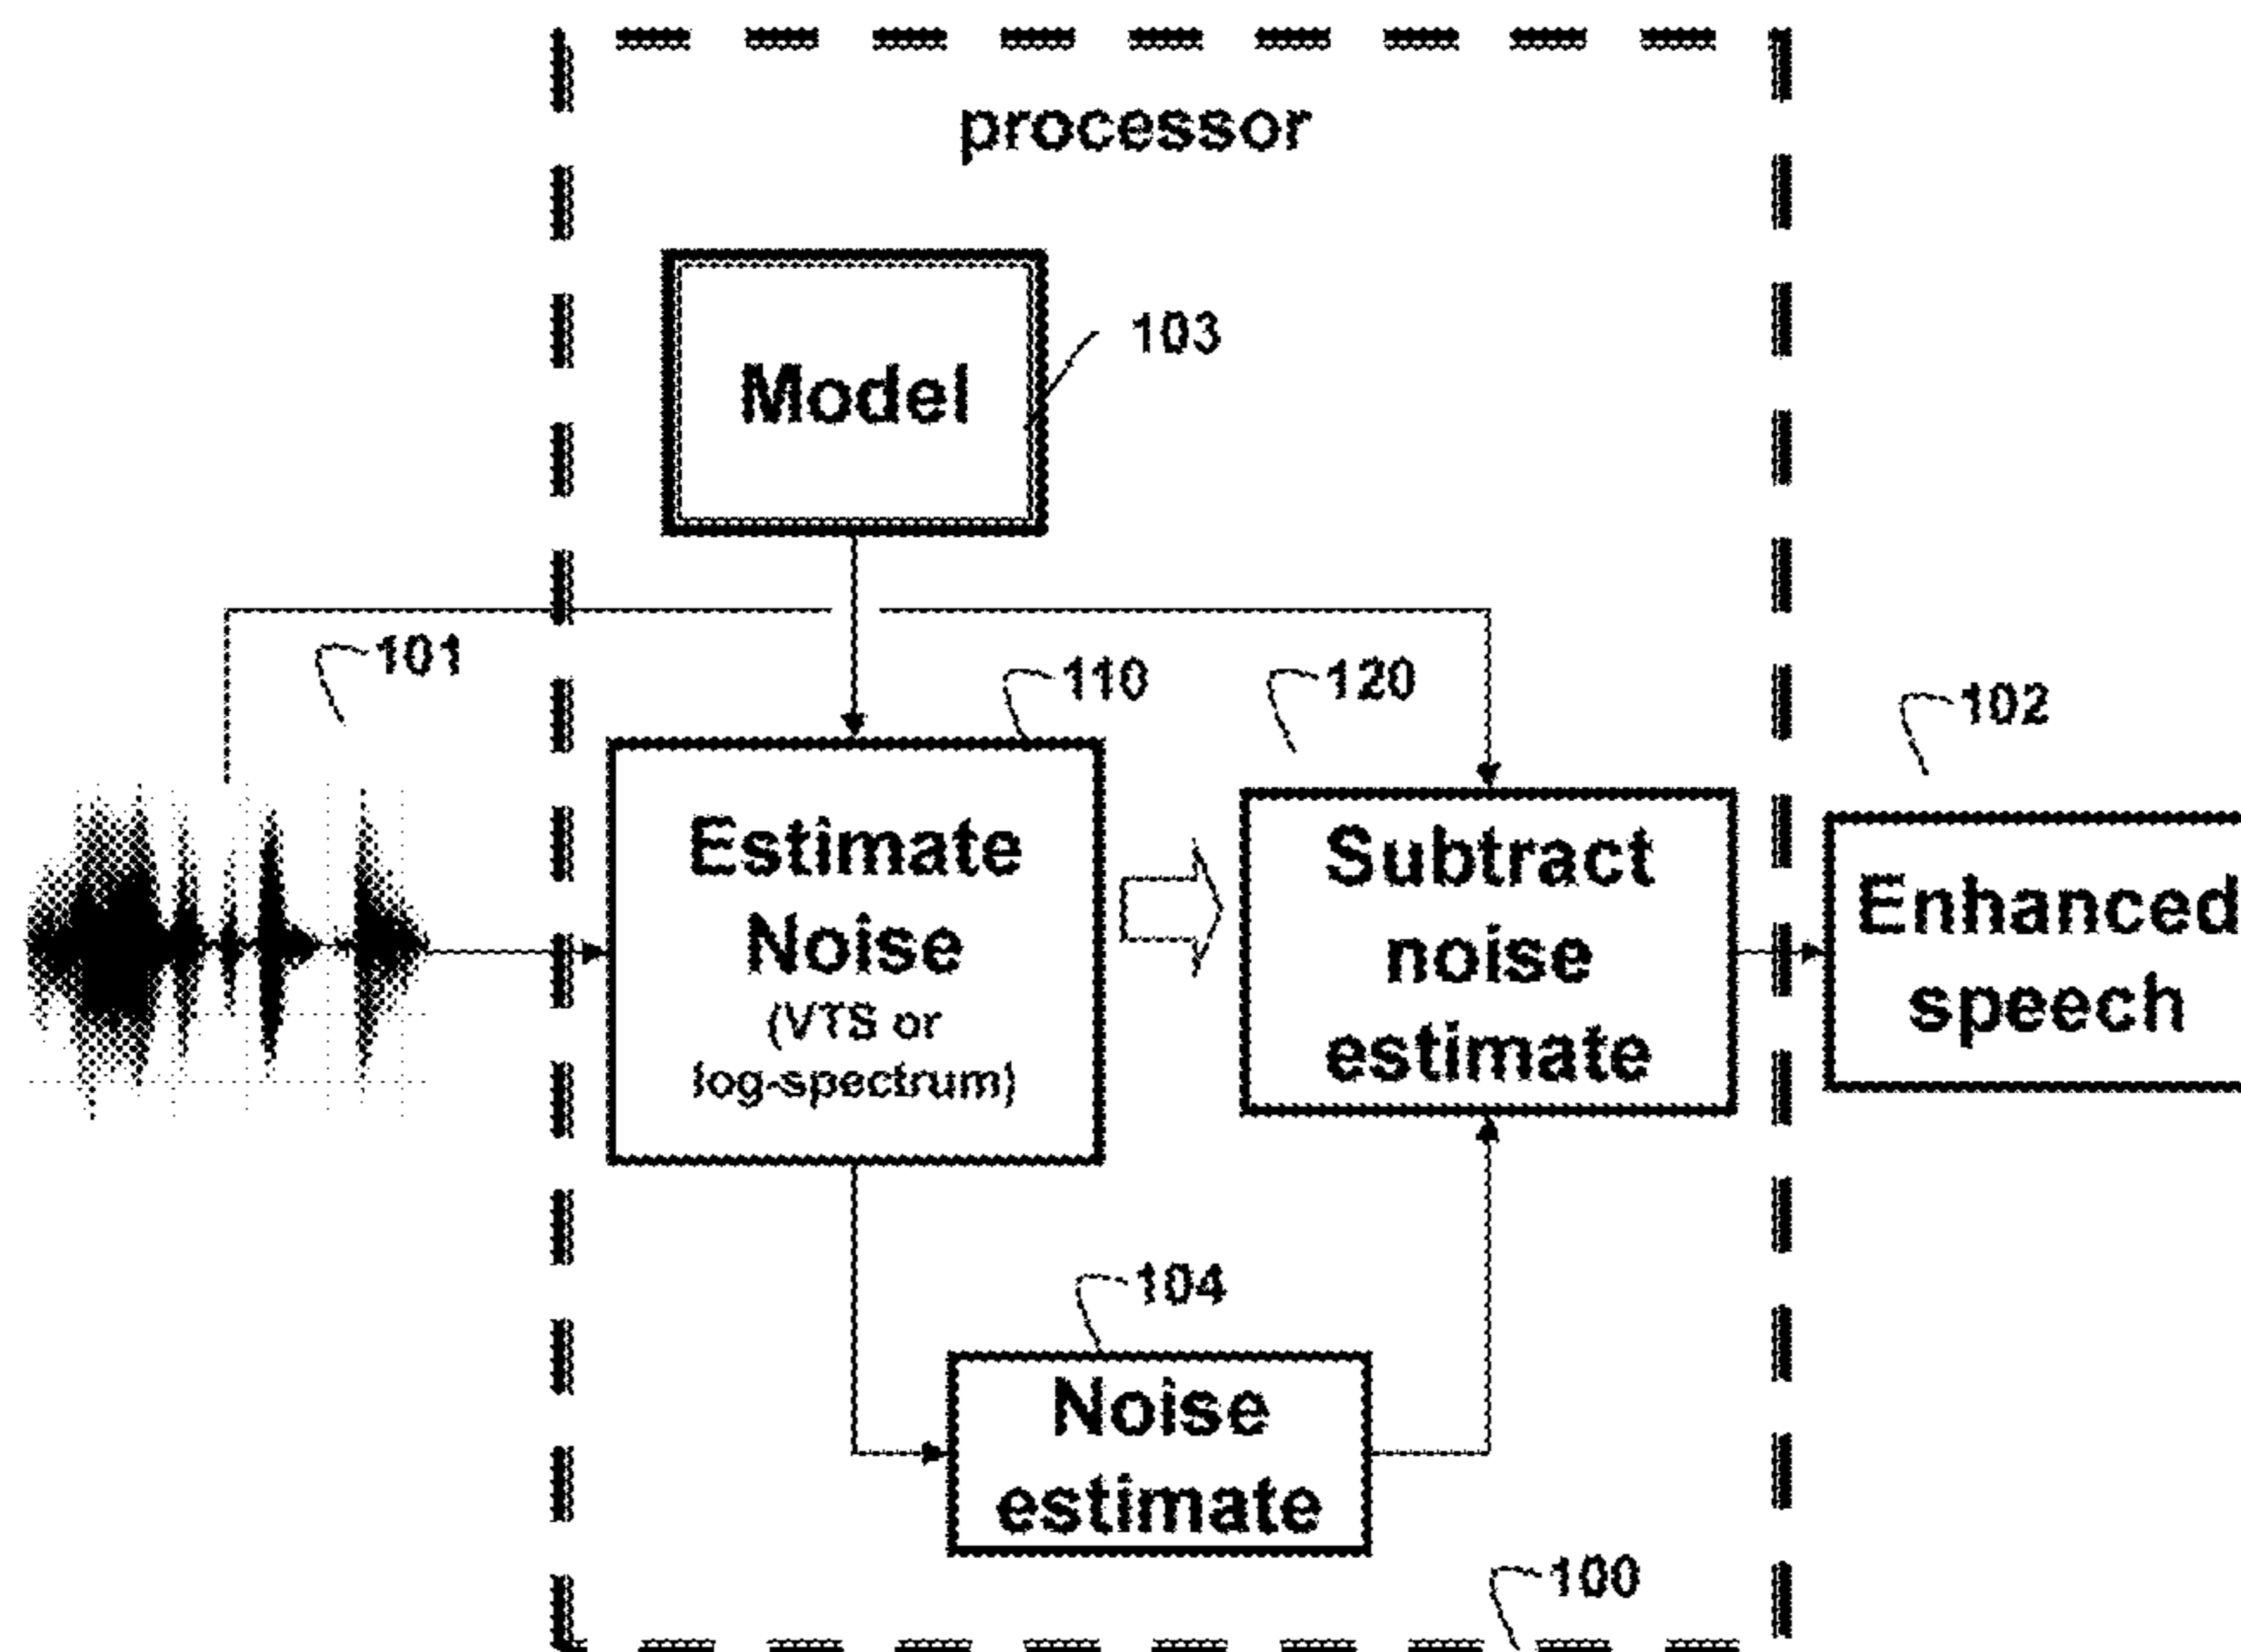 processor
Model
103
101
110
120
102
Estimate
Noise
(VTS or
log-spectrum)
Subtract
noise
estimate
Enhanced
speech
104
Noise
estimate
100